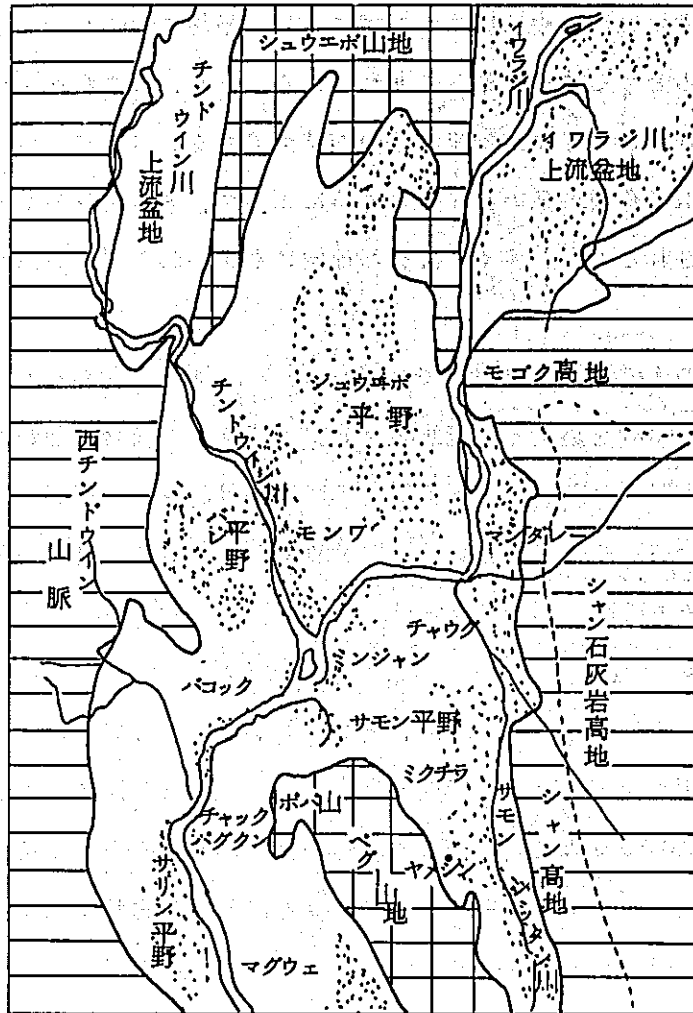 シュウエボ山地
チンドウイン川
上流盆地
イワラジ川
イワラジ川
上流盆地
モゴク高地
シュウエボ
平野
チンドウイン川
西チンドウイン
山脈
パレ平野
モンワ
マンダレー
チャウグ
ンジャン
シャン石灰岩高地
パコック
サモン平野
ミクチラ
ポパ山
チャック
パグクン
サモン
シャン高地
ペグ山地
ヤメシン
サリン平野
シッタン川
マグウェ